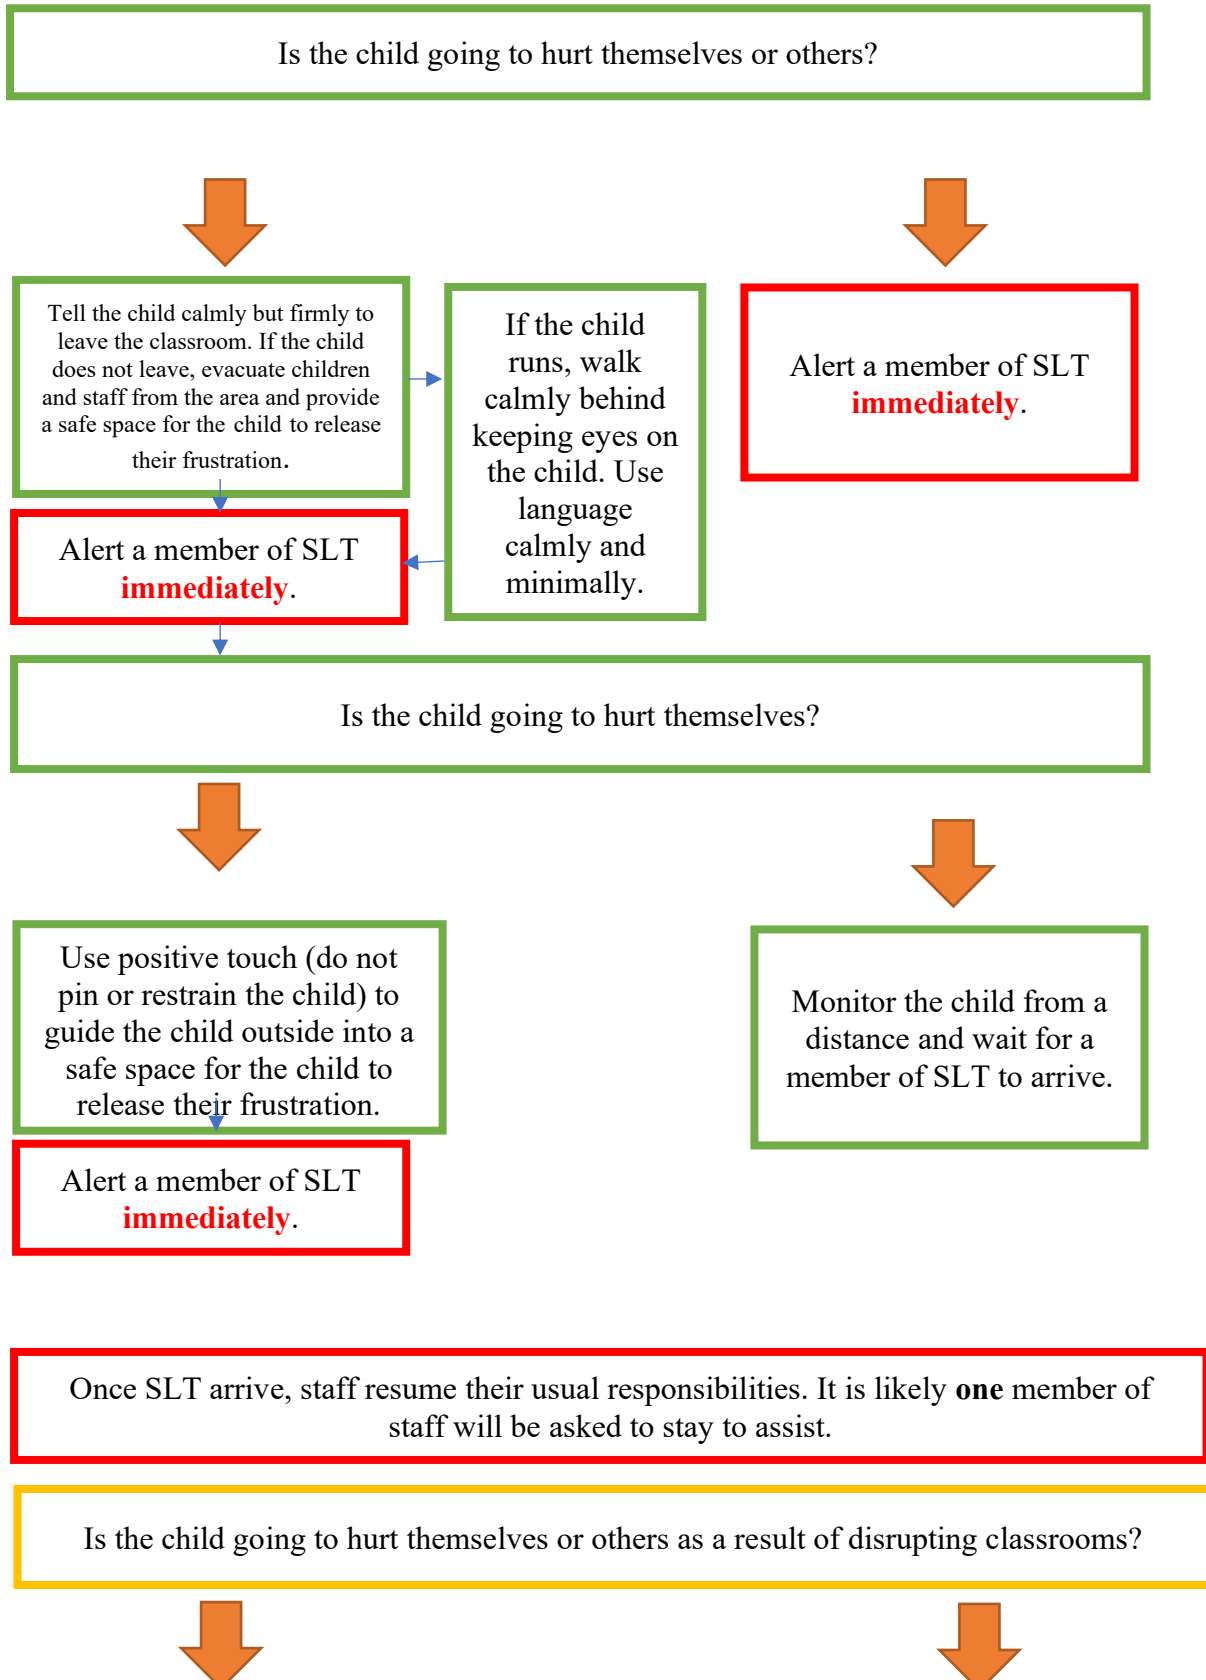 Is the child going to hurt themselves or others?
Tell the child calmly but firmly to
leave the classroom. If the child
does not leave, evacuate children
and staff from the area and provide
a safe space for the child to release
their frustration.
If the child
runs, walk
calmly behind
keeping eyes on
the child. Use
language
calmly and
minimally.
Alert a member of SLT
immediately.
Alert a member of SLT
immediately.
Is the child going to hurt themselves?
Use positive touch (do not
pin or restrain the child) to
guide the child outside into a
safe space for the child to
release their frustration.
Monitor the child from a
distance and wait for a
member of SLT to arrive.
Alert a member of SLT
immediately.
Once SLT arrive, staff resume their usual responsibilities. It is likely one member of
staff will be asked to stay to assist.
Is the child going to hurt themselves or others as a result of disrupting classrooms?